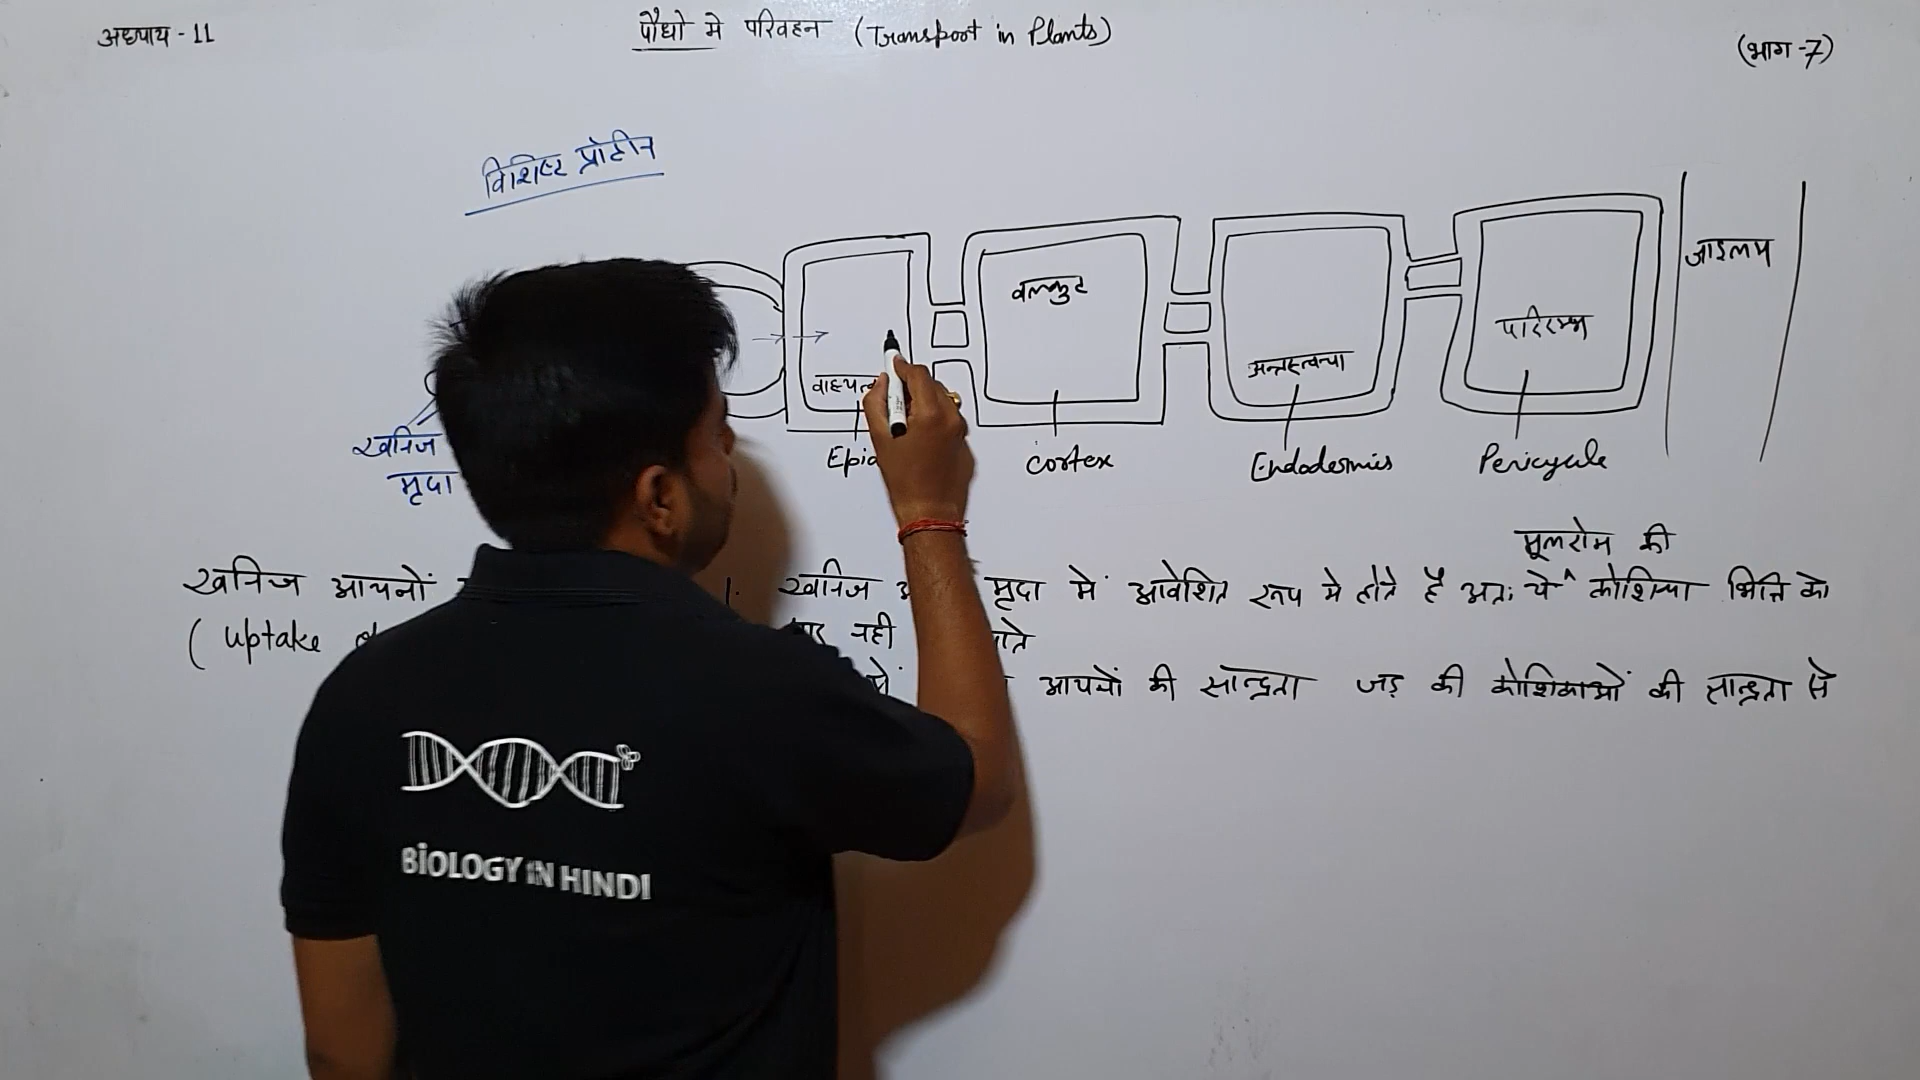 अध्याय - 11
पौधो मे परिवहन (Transport in Plants)
(भाग -7)
विशिष्ट प्रोटीन
जाइलम
वल्कुट
पारिरम्भ
अन्तस्त्वचा
खनिज
मृदा
Cortex
Endodermis
Pericycle
मूलरोम की
खनिज आयनों 1. खनिज मृदा में आवेशित रूप मे होते है अतः ये ^ कोशिका भित्ति को
( uptake नही
आयनों की सान्द्रता जड़ की कोशिकाओं की सान्द्रता से
BIOLOGY IN HINDI